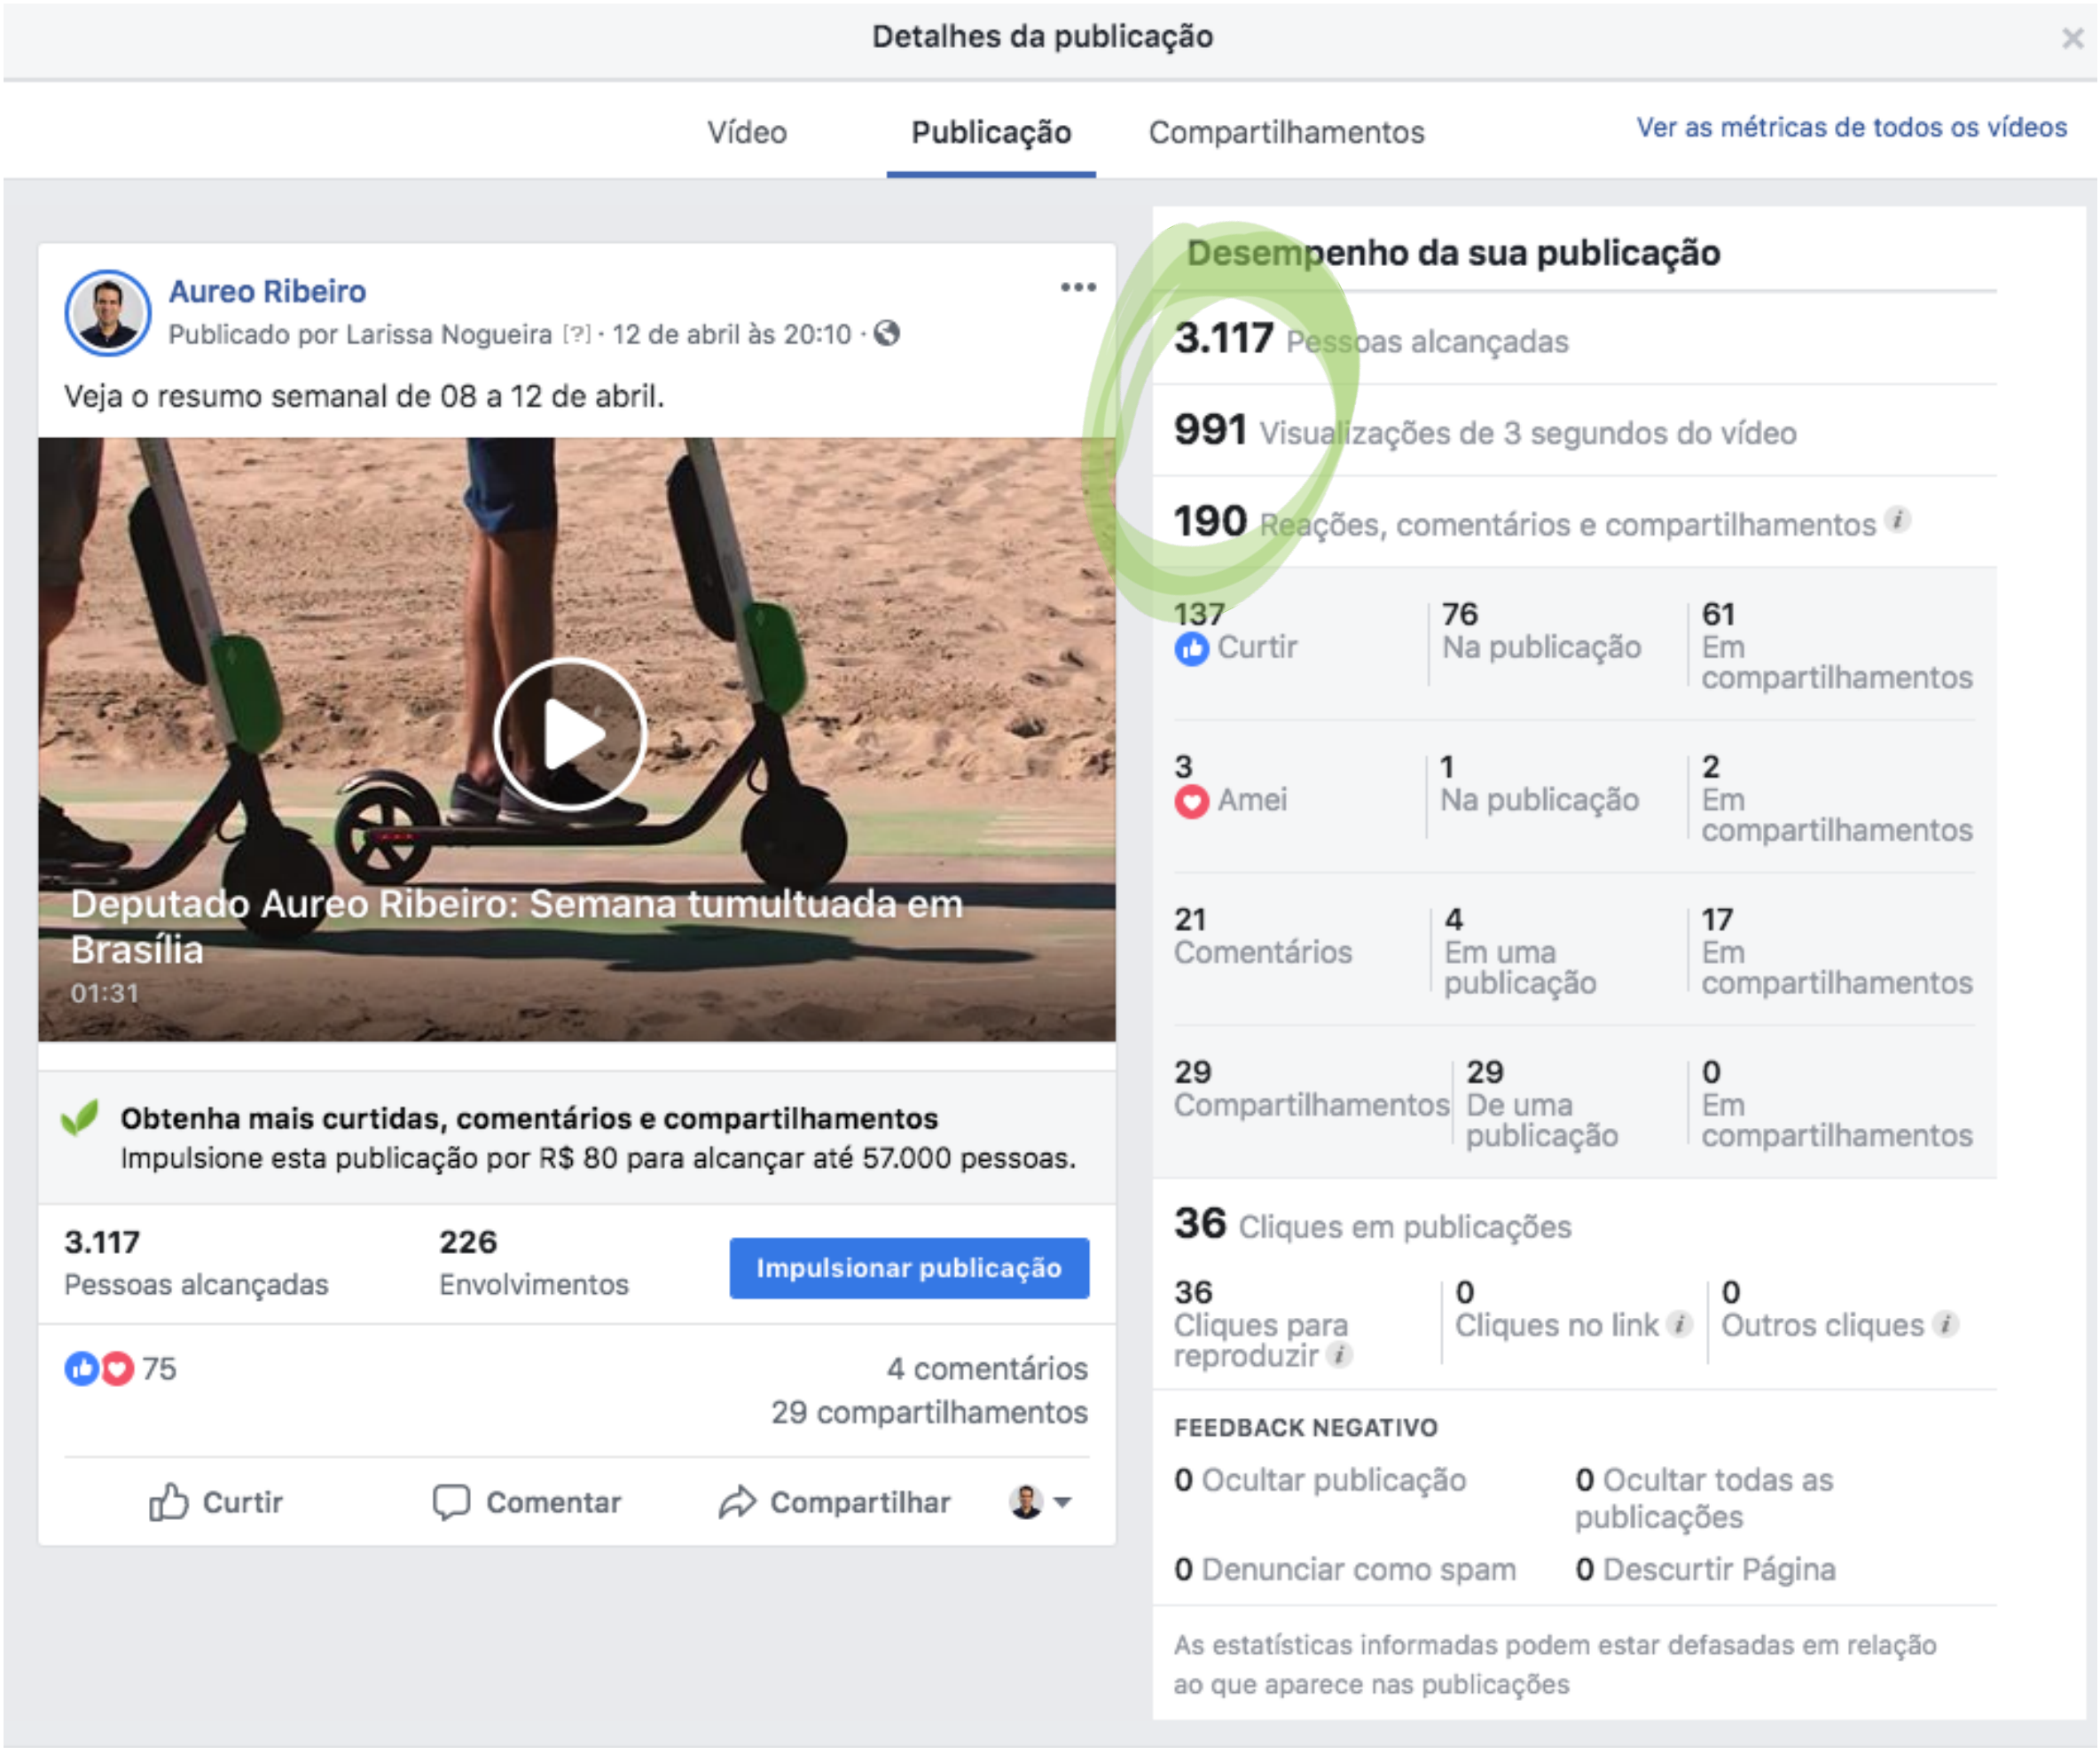 Detalhes da publicação
×
Vídeo
Publicação
Compartilhamentos
Ver as métricas de todos os vídeos
Aureo Ribeiro
Publicado por Larissa Nogueira [?] · 12 de abril às 20:10 ·
Veja o resumo semanal de 08 a 12 de abril.
Deputado Aureo Ribeiro: Semana tumultuada em
Brasília
01:31
Obtenha mais curtidas, comentários e compartilhamentos
Impulsione esta publicação por R$ 80 para alcançar até 57.000 pessoas.
3.117
Pessoas alcançadas
226
Envolvimentos
Impulsionar publicação
75
4 comentários
29 compartilhamentos
Curtir
Comentar
Compartilhar
Desempenho da sua publicação
3.117 Pessoas alcançadas
991 Visualizações de 3 segundos do vídeo
190 Reações, comentários e compartilhamentos i
137
Curtir
76
Na publicação
61
Em
compartilhamentos
3
Amei
1
Na publicação
2
Em
compartilhamentos
21
Comentários
4
Em uma
publicação
17
Em
compartilhamentos
29
Compartilhamentos
29
De uma
publicação
0
Em
compartilhamentos
36 Cliques em publicações
36
Cliques para
reproduzir i
0
Cliques no link i
0
Outros cliques i
FEEDBACK NEGATIVO
0 Ocultar publicação
0 Ocultar todas as
publicações
0 Denunciar como spam
0 Descurtir Página
As estatísticas informadas podem estar defasadas em relação
ao que aparece nas publicações